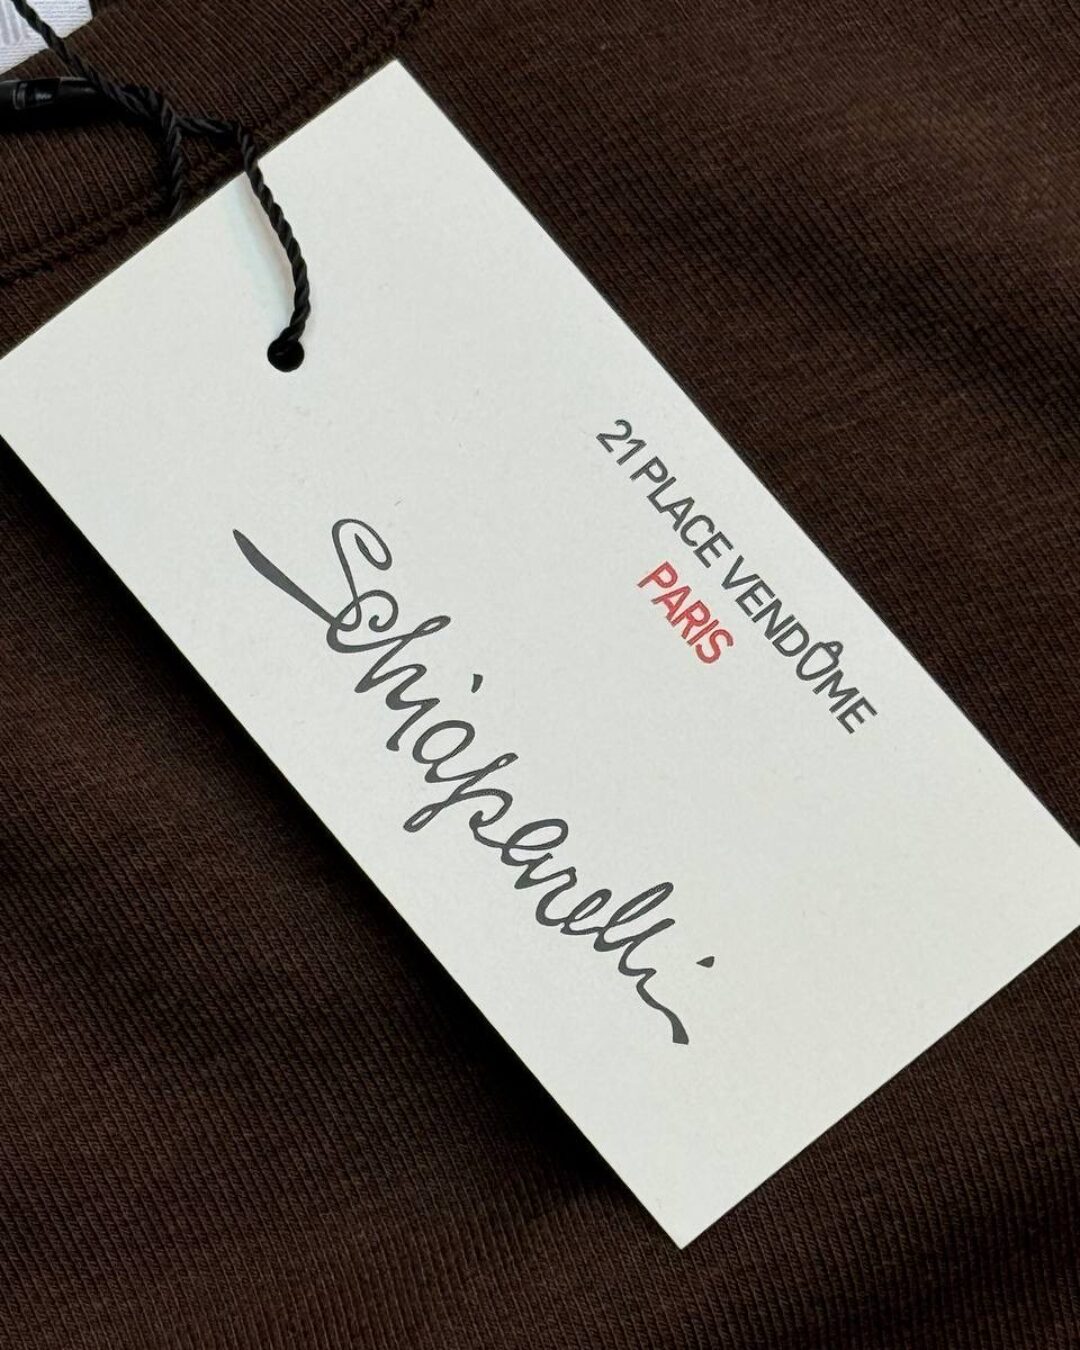 21 PLACE VENDÔME
PARIS
Schiaparelli